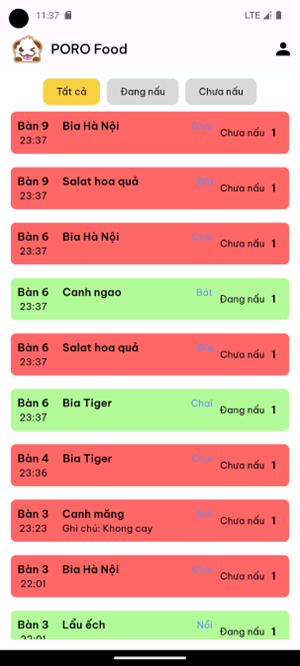 11:37
LTE
PORO Food
Tất cả
Đang nấu
Chưa nấu
Bàn 9 Bia Hà Nội Chai Chưa nấu 1
23:37
Bàn 9 Salat hoa quả Đĩa Chưa nấu 1
23:37
Bàn 6 Bia Hà Nội Chai Chưa nấu 1
23:37
Bàn 6 Canh ngao Bát Đang nấu 1
23:37
Bàn 6 Salat hoa quả Đĩa Chưa nấu 1
23:37
Bàn 6 Bia Tiger Chai Đang nấu 1
23:37
Bàn 4 Bia Tiger Chai Chưa nấu 1
23:36
Bàn 3 Canh măng Bát Chưa nấu 1
23:23 Ghi chú: Khong cay
Bàn 3 Bia Hà Nội Chai Chưa nấu 1
22:01
Bàn 3 Lẩu ếch Nồi Đang nấu 1
22:01